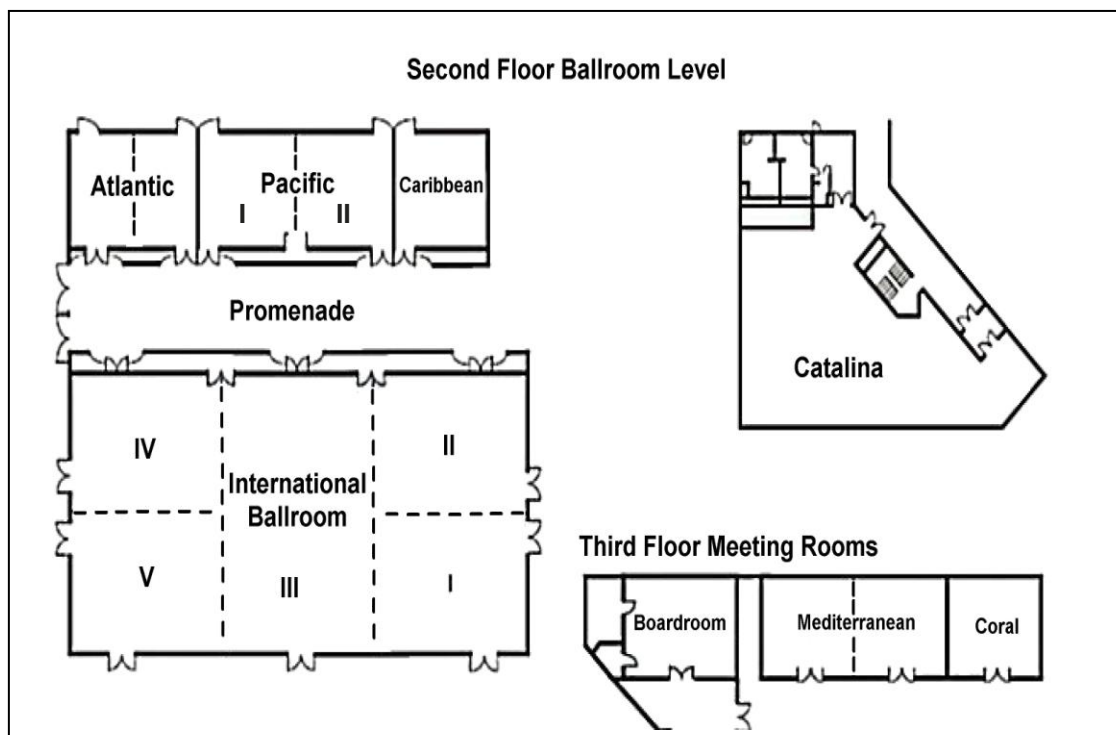 Second Floor Ballroom Level
Atlantic
Pacific
Caribbean
I
II
Promenade
Catalina
IV
II
International
Ballroom
V
III
I
Third Floor Meeting Rooms
Boardroom
Mediterranean
Coral